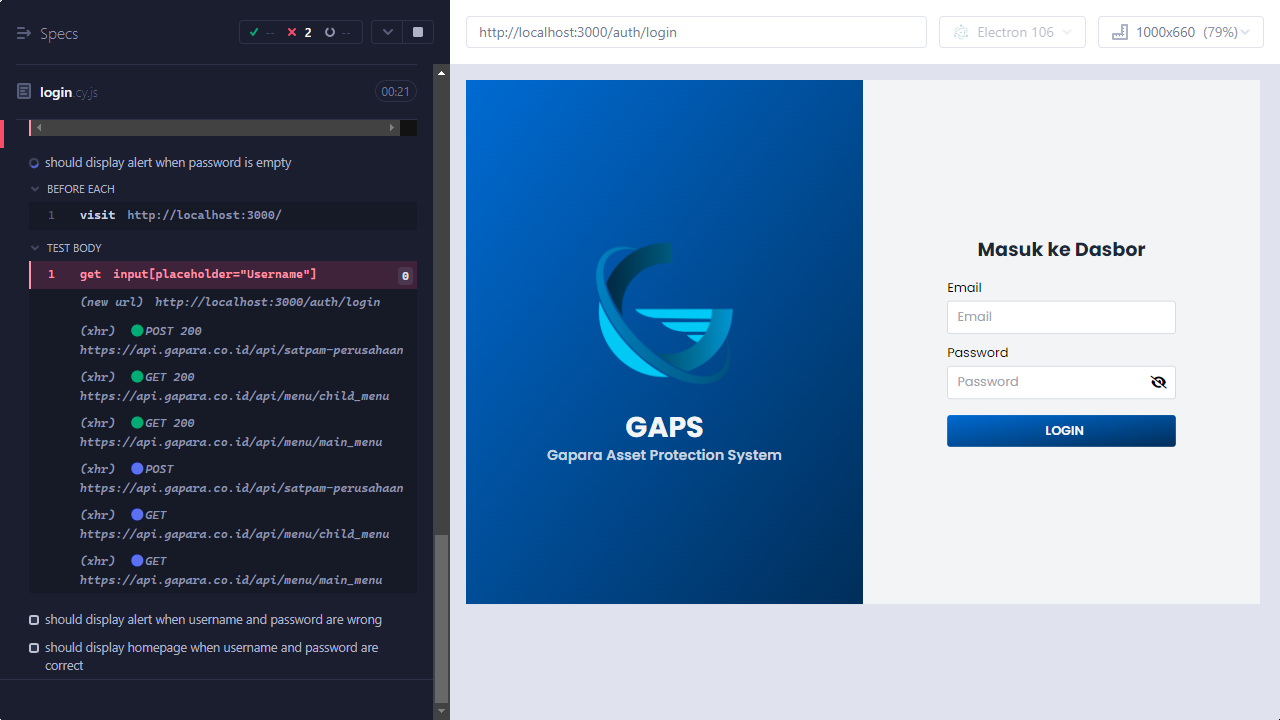 Specs
-- 2 --
login.cy.js
00:21
should display alert when password is empty
BEFORE EACH
1 visit http://localhost:3000/
TEST BODY
1 get input[placeholder="Username"] 0
(new url) http://localhost:3000/auth/login
(xhr) POST 200
https://api.gapara.co.id/api/satpam-perusahaan
(xhr) GET 200
https://api.gapara.co.id/api/menu/child_menu
(xhr) GET 200
https://api.gapara.co.id/api/menu/main_menu
(xhr) POST
https://api.gapara.co.id/api/satpam-perusahaan
(xhr) GET
https://api.gapara.co.id/api/menu/child_menu
(xhr) GET
https://api.gapara.co.id/api/menu/main_menu
should display alert when username and password are wrong
should display homepage when username and password are
correct
http://localhost:3000/auth/login
Electron 106
1000x660 (79%)
GAPS
Gapara Asset Protection System
Masuk ke Dasbor
Email
Email
Password
Password
LOGIN